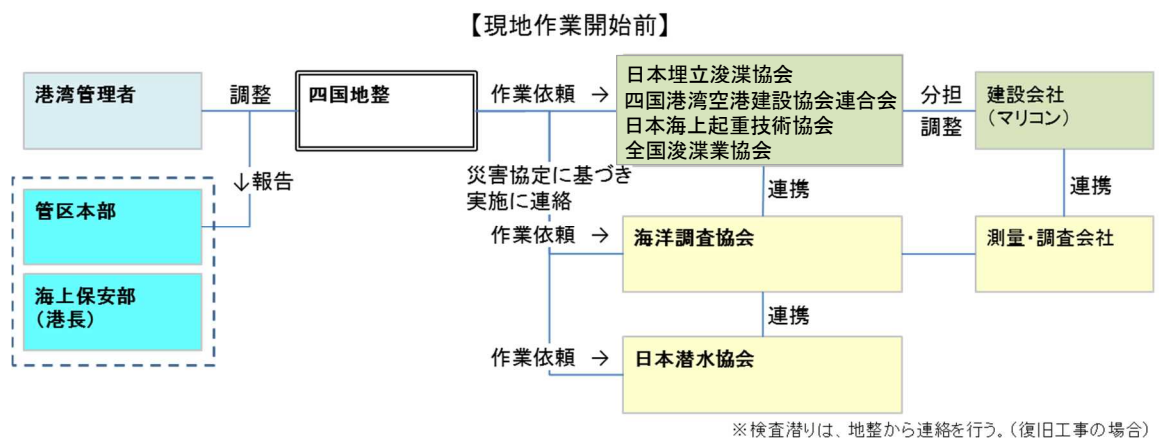 【現地作業開始前】
港湾管理者
調整
四国地整
作業依頼 →
日本埋立浚渫協会
四国港湾空港建設協会連合会
日本海上起重技術協会
全国浚渫業協会
分担
調整
建設会社
（マリコン）
↓報告
災害協定に基づき
実施に連絡
連携
連携
管区本部
作業依頼 →
海洋調査協会
測量・調査会社
海上保安部
（港長）
連携
作業依頼 →
日本潜水協会
※検査潜りは、地整から連絡を行う。（復旧工事の場合）